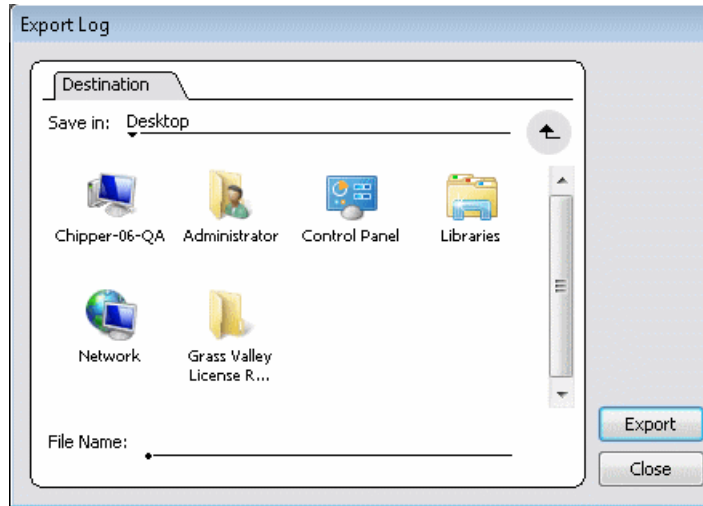 Export Log
Destination
Save in: Desktop
Chipper-06-QA Administrator Control Panel Libraries
Network Grass Valley
License R...
File Name:
Export
Close